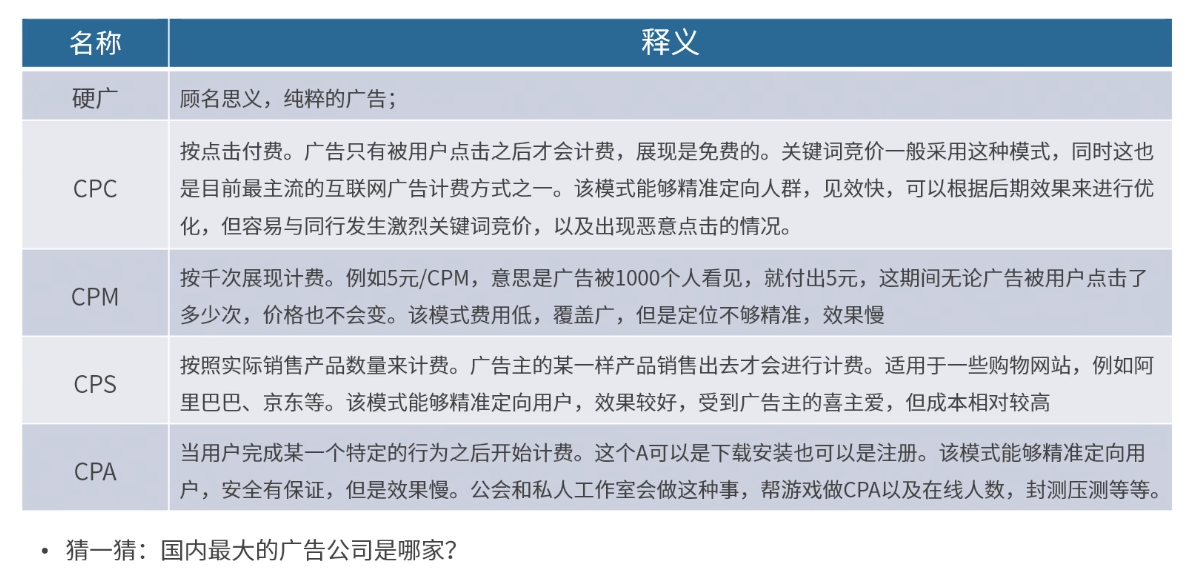 名称
释义
硬广
顾名思义，纯粹的广告；
CPC
按点击付费。广告只有被用户点击之后才会计费，展现是免费的。关键词竞价一般采用这种模式，同时这也
是目前最主流的互联网广告计费方式之一。该模式能够精准定向人群，见效快，可以根据后期效果来进行优
化，但容易与同行发生激烈关键词竞价，以及出现恶意点击的情况。
CPM
按千次展现计费。例如5元/CPM，意思是广告被1000个人看见，就付出5元，这期间无论广告被用户点击了
多少次，价格也不会变。该模式费用低，覆盖广，但是定位不够精准，效果慢
CPS
按照实际销售产品数量来计费。广告主的某一样产品销售出去才会进行计费。适用于一些购物网站，例如阿
里巴巴、京东等。该模式能够精准定向用户，效果较好，受到广告主的喜主爱，但成本相对较高
CPA
当用户完成某一个特定的行为之后开始计费。这个A可以是下载安装也可以是注册。该模式能够精准定向用
户，安全有保证，但是效果慢。公会和私人工作室会做这种事，帮游戏做CPA以及在线人数，封测压测等等。
• 猜一猜：国内最大的广告公司是哪家？